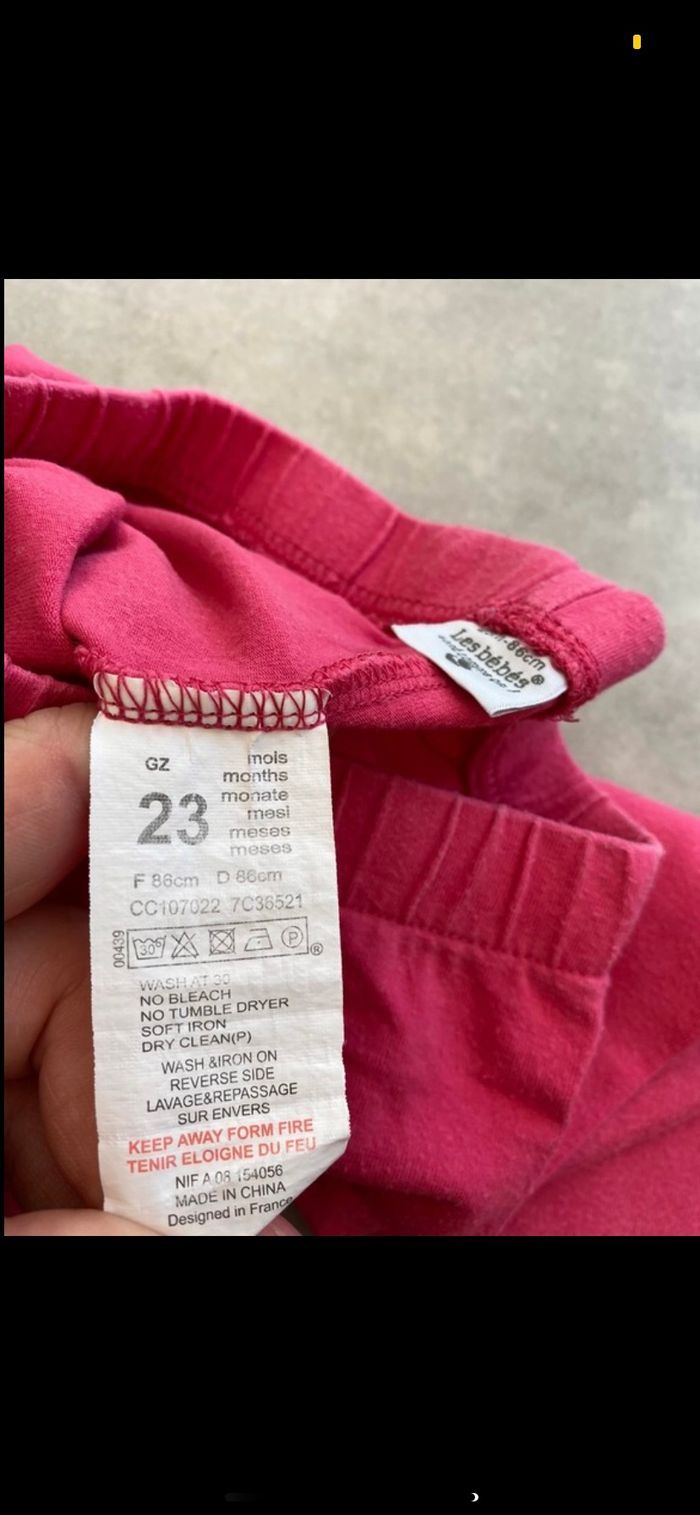 86cm
Les bébés®
GZ
23
mois
months
monate
mesi
meses
meses
F 86cm D 86cm
CC107022 7C36521
00439
30° P ®
WASH AT 30
NO BLEACH
NO TUMBLE DRYER
SOFT IRON
DRY CLEAN(P)
WASH &IRON ON
REVERSE SIDE
LAVAGE&REPASSAGE
SUR ENVERS
KEEP AWAY FORM FIRE
TENIR ELOIGNE DU FEU
NIF A 08 154056
MADE IN CHINA
Designed in France